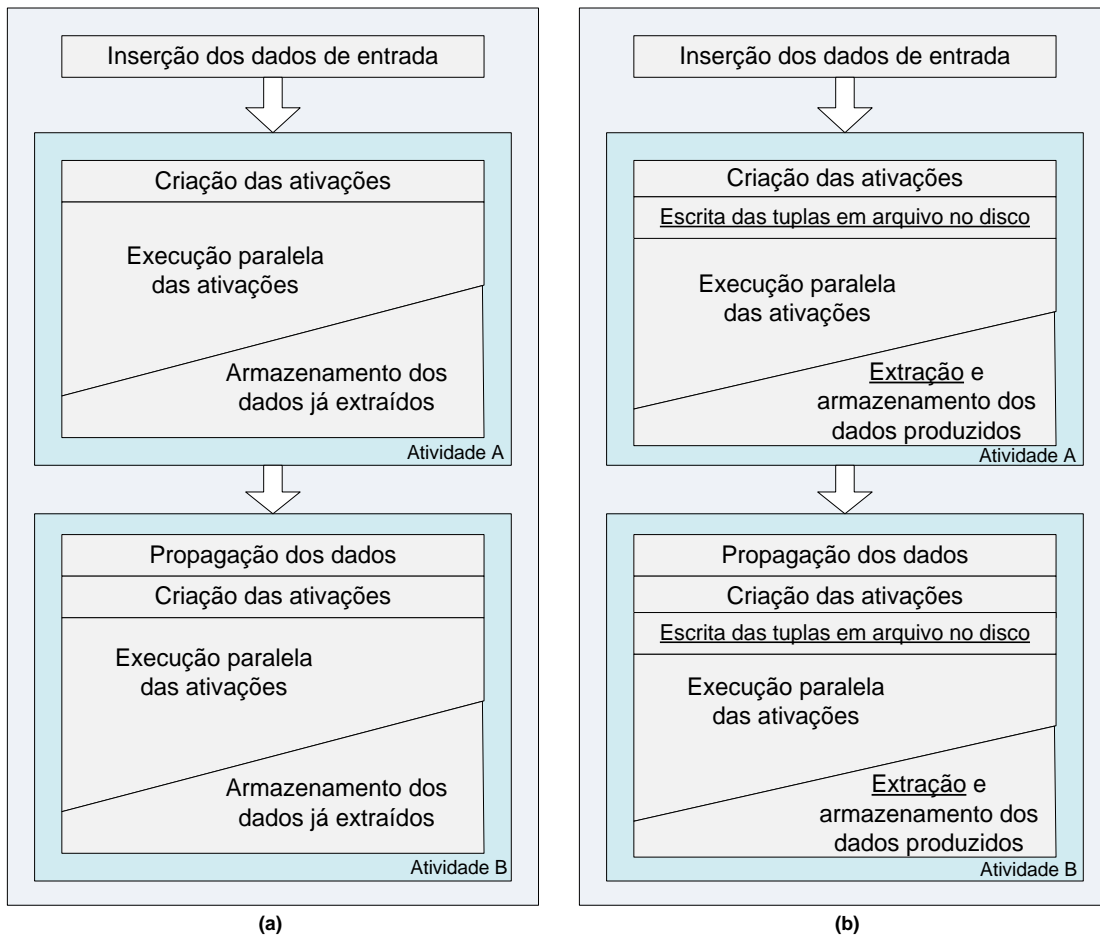 Inserção dos dados de entrada
Criação das ativações
Execução paralela
das ativações
Armazenamento dos
dados já extraídos
Atividade A
Propagação dos dados
Criação das ativações
Execução paralela
das ativações
Armazenamento dos
dados já extraídos
Atividade B
(a)
Inserção dos dados de entrada
Criação das ativações
Escrita das tuplas em arquivo no disco
Execução paralela
das ativações
Extração e
armazenamento dos
dados produzidos
Atividade A
Propagação dos dados
Criação das ativações
Escrita das tuplas em arquivo no disco
Execução paralela
das ativações
Extração e
armazenamento dos
dados produzidos
Atividade B
(b)